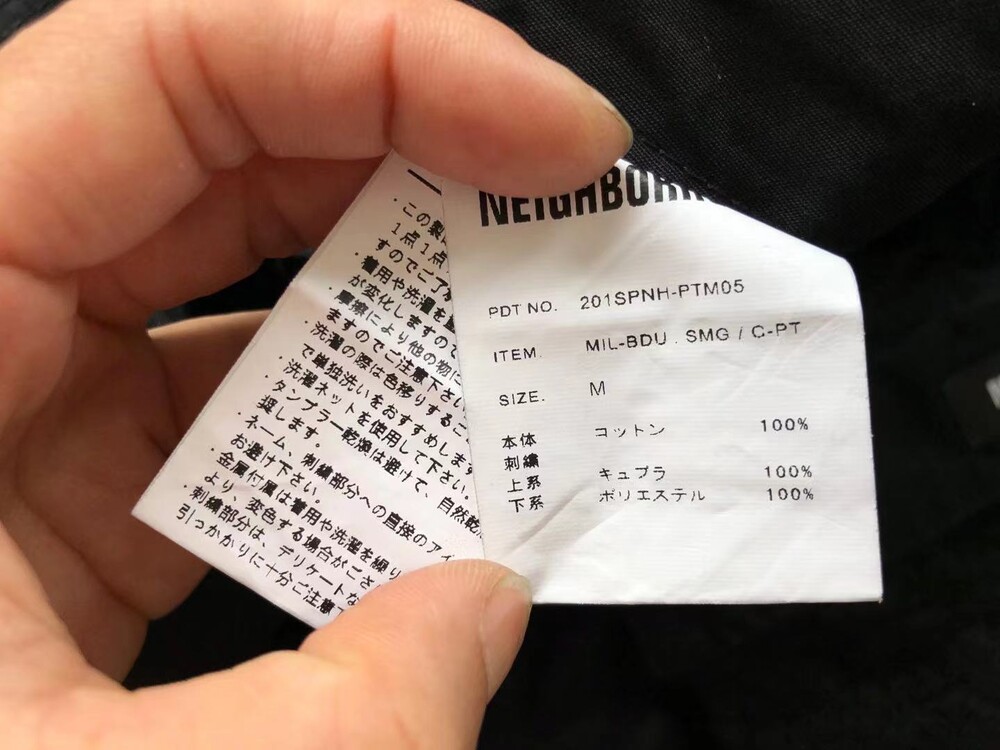 NEIGHBORH
PDT NO. 201SPNH-PTM05
ITEM. MIL-BDU . SMG / C-PT
SIZE. M
本体 コットン 100%
刺繍
上糸 キュプラ 100%
下糸 ポリエステル 100%
・この製
1点1点
すのでご了
・着用や洗濯を
が変化しますので
・摩擦により他の物に
ますのでご注意下さい
・洗濯の際は色移りするこ
で単独洗いをおすすめします
・洗濯ネットを使用して下さい。
・タンブラー乾燥は避けて、自然乾
奨します。
・ネーム、刺繍部分への直接のアイ
お避け下さい。
・金属付属は着用や洗濯を繰り
より、変色する場合がござ
・刺繍部分は、デリケートな
引っかかりに十分ご注意下